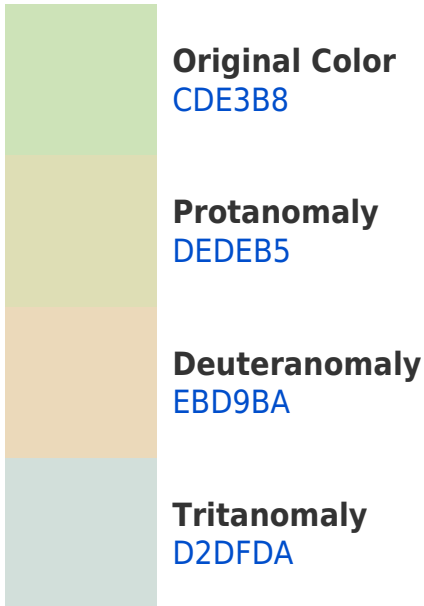 Original Color
CDE3B8
Protanomaly
DEDEB5
Deuteranomaly
EBD9BA
Tritanomaly
D2DFDA